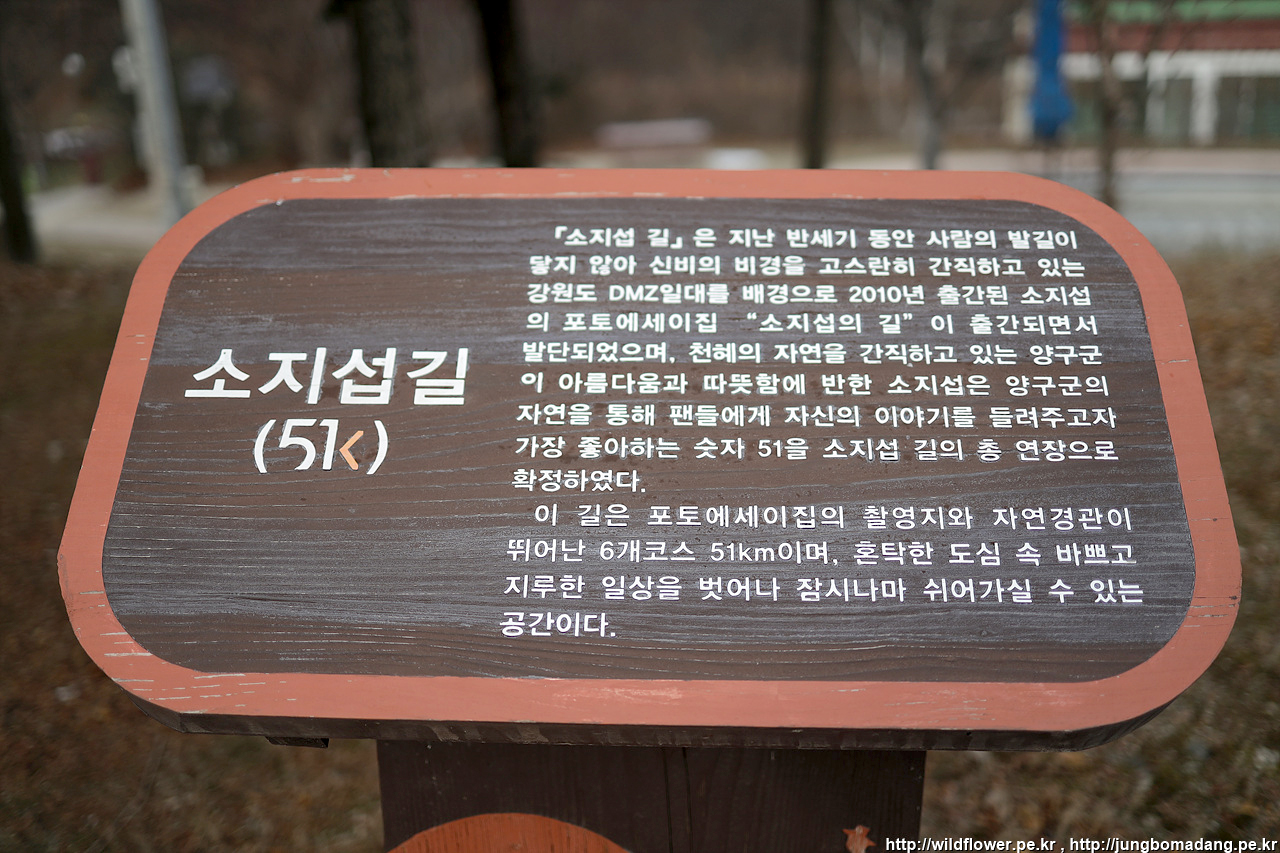 소지섭길
(51K)
「소지섭 길」은 지난 반세기 동안 사람의 발길이
닿지 않아 신비의 비경을 고스란히 간직하고 있는
강원도 DMZ일대를 배경으로 2010년 출간된 소지섭
의 포토에세이집 “소지섭의 길” 이 출간되면서
발단되었으며, 천혜의 자연을 간직하고 있는 양구군
이 아름다움과 따뜻함에 반한 소지섭은 양구군의
자연을 통해 팬들에게 자신의 이야기를 들려주고자
가장 좋아하는 숫자 51을 소지섭 길의 총 연장으로
확정하였다.
이 길은 포토에세이집의 촬영지와 자연경관이
뛰어난 6개코스 51km이며, 혼탁한 도심 속 바쁘고
지루한 일상을 벗어나 잠시나마 쉬어가실 수 있는
공간이다.
http://wildflower.pe.kr , http://jungbomadang.pe.kr